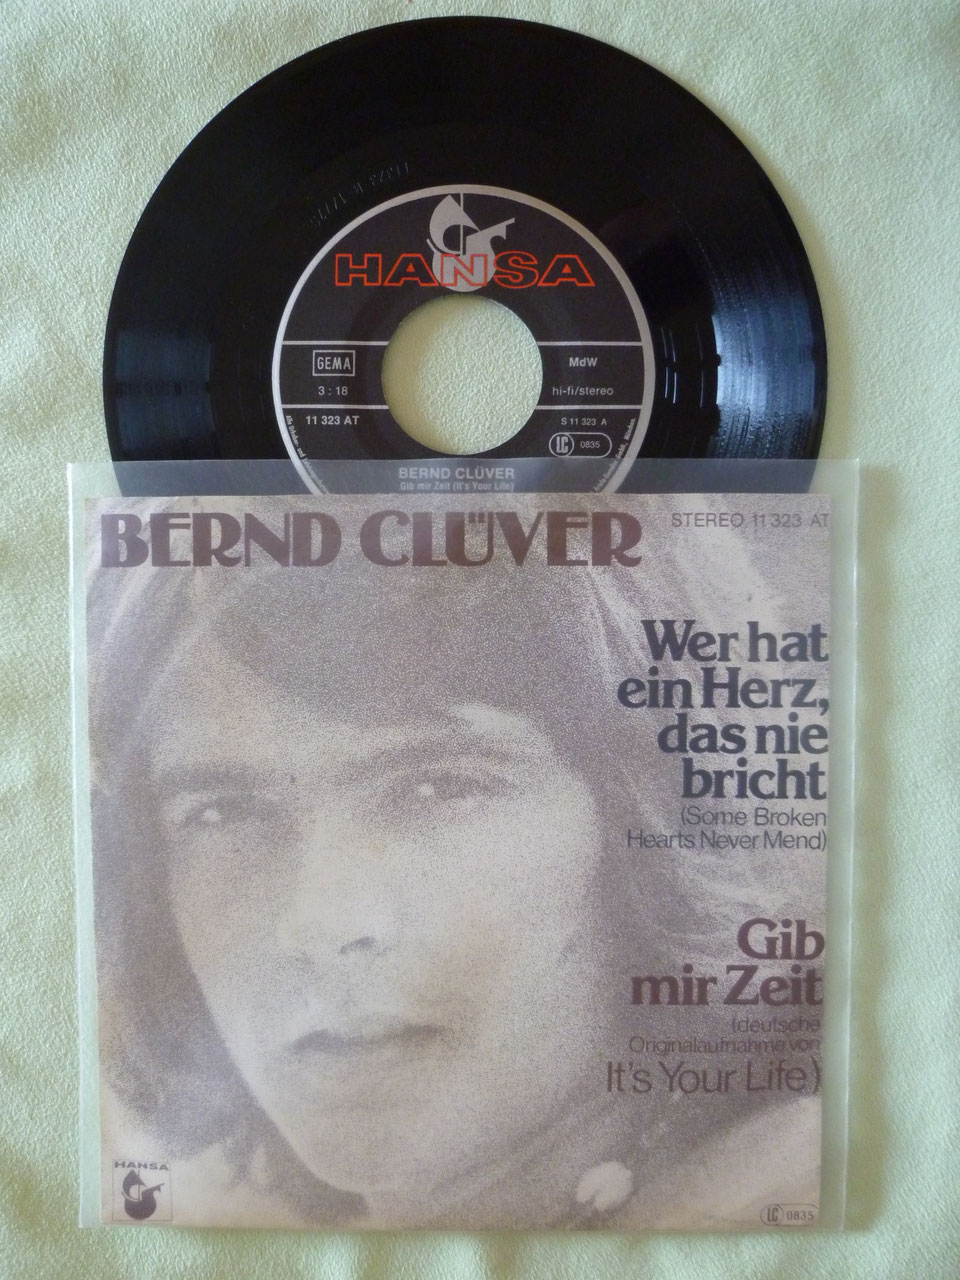 HANSA
GEMA
MdW
3 : 18
hi-fi/stereo
11 323 AT
S 11 323 A
LC 0835
BERND CLÜVER
Gib mir Zeit (It's Your Life)
BERND CLÜVER
STEREO 11 323 AT
Wer hat
ein Herz,
das nie
bricht
(Some Broken
Hearts Never Mend)
Gib
mir Zeit
(deutsche
Originalaufnahme von
It's Your Life)
HANSA
LC 0835